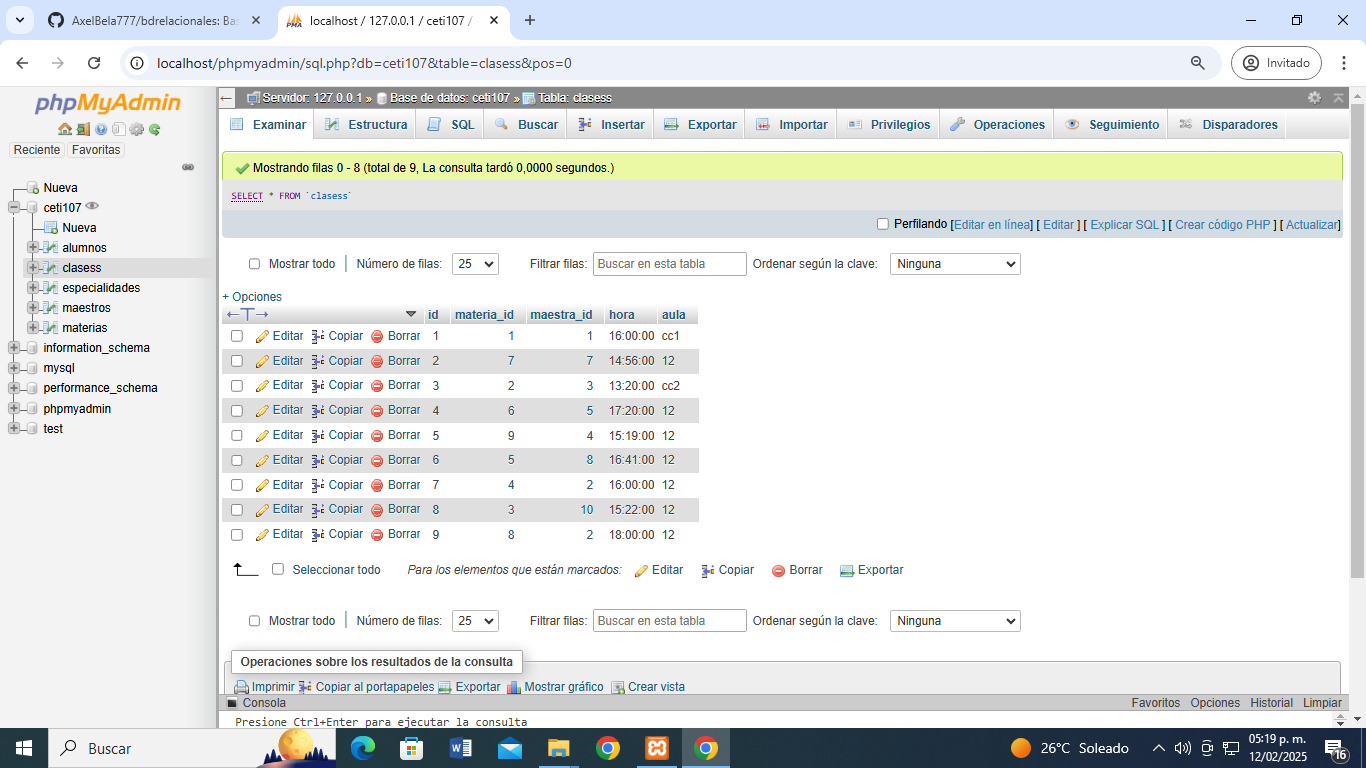 AxelBela777/bdrelacionales: Ba
localhost / 127.0.0.1 / ceti107 /
localhost/phpmyadmin/sql.php?db=ceti107&table=clasess&pos=0
Invitado
phpMyAdmin
Reciente Favoritas
Nueva
ceti107
Nueva
alumnos
clasess
especialidades
maestros
materias
information_schema
mysql
performance_schema
phpmyadmin
test
Servidor: 127.0.0.1 » Base de datos: ceti107 » Tabla: clasess
Examinar Estructura SQL Buscar Insertar Exportar Importar Privilegios Operaciones Seguimiento Disparadores
Mostrando filas 0 - 8 (total de 9, La consulta tardó 0,0000 segundos.)
SELECT * FROM `clasess`
Perfilando [Editar en línea] [ Editar ] [ Explicar SQL ] [ Crear código PHP ] [ Actualizar]
Mostrar todo Número de filas: 25 Filtrar filas: Buscar en esta tabla Ordenar según la clave: Ninguna
+ Opciones
←T→ id materia_id maestra_id hora aula
Editar Copiar Borrar 1 1 1 16:00:00 cc1
Editar Copiar Borrar 2 7 7 14:56:00 12
Editar Copiar Borrar 3 2 3 13:20:00 cc2
Editar Copiar Borrar 4 6 5 17:20:00 12
Editar Copiar Borrar 5 9 4 15:19:00 12
Editar Copiar Borrar 6 5 8 16:41:00 12
Editar Copiar Borrar 7 4 2 16:00:00 12
Editar Copiar Borrar 8 3 10 15:22:00 12
Editar Copiar Borrar 9 8 2 18:00:00 12
Seleccionar todo Para los elementos que están marcados: Editar Copiar Borrar Exportar
Mostrar todo Número de filas: 25 Filtrar filas: Buscar en esta tabla Ordenar según la clave: Ninguna
Operaciones sobre los resultados de la consulta
Imprimir Copiar al portapapeles Exportar Mostrar gráfico Crear vista
Consola Favoritos Opciones Historial Limpiar
Presione Ctrl+Enter para ejecutar la consulta
Buscar
26°C Soleado
05:19 p. m.
12/02/2025
16